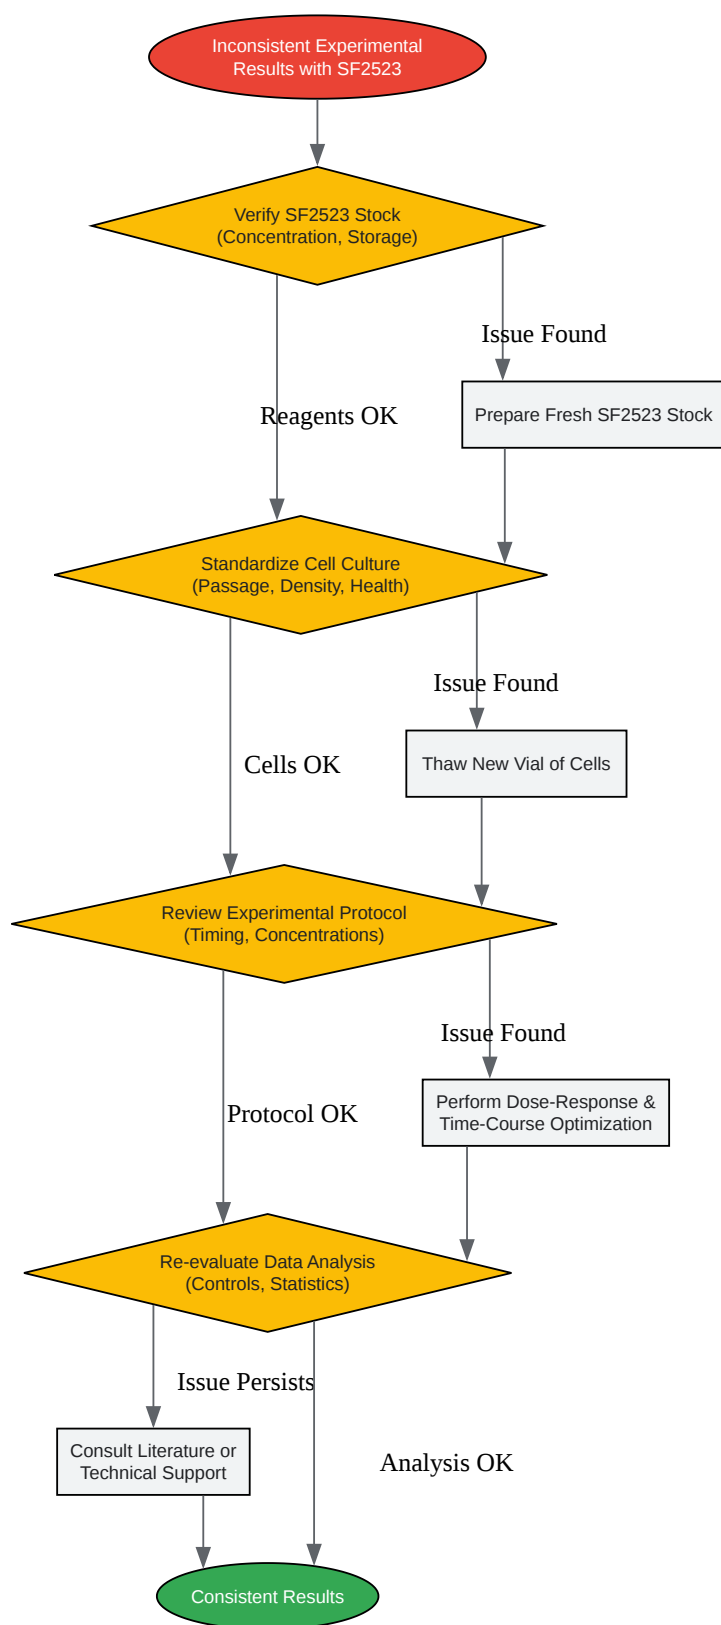 Inconsistent Experimental
Results with SF2523
Verify SF2523 Stock
(Concentration, Storage)
Issue Found
Reagents OK
Prepare Fresh SF2523 Stock
Standardize Cell Culture
(Passage, Density, Health)
Issue Found
Cells OK
Thaw New Vial of Cells
Review Experimental Protocol
(Timing, Concentrations)
Issue Found
Protocol OK
Perform Dose-Response &
Time-Course Optimization
Re-evaluate Data Analysis
(Controls, Statistics)
Issue Persists
Analysis OK
Consult Literature or
Technical Support
Consistent Results